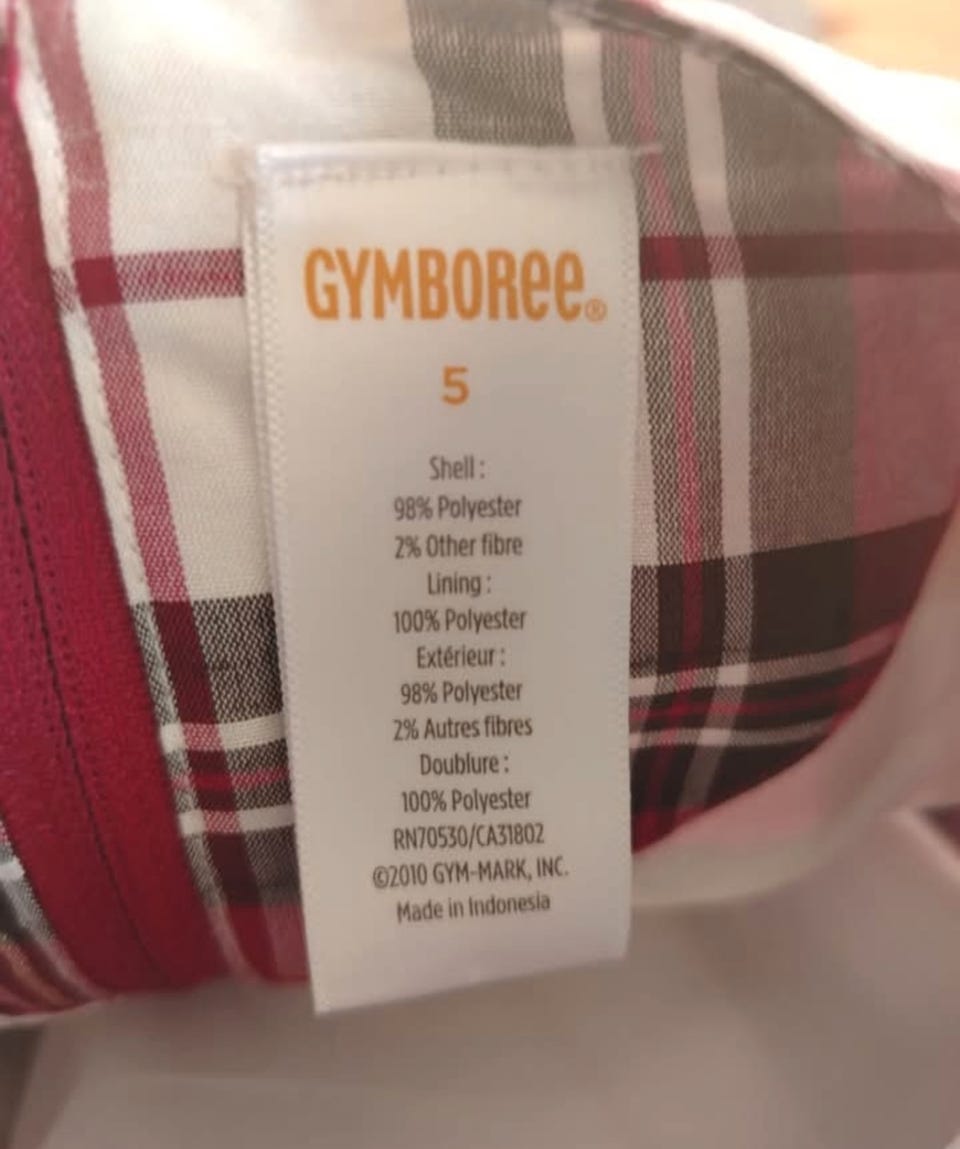 GYMBOREE®
5
Shell :
98% Polyester
2% Other fibre
Lining :
100% Polyester
Extérieur :
98% Polyester
2% Autres fibres
Doublure :
100% Polyester
RN70530/CA31802
©2010 GYM-MARK, INC.
Made in Indonesia